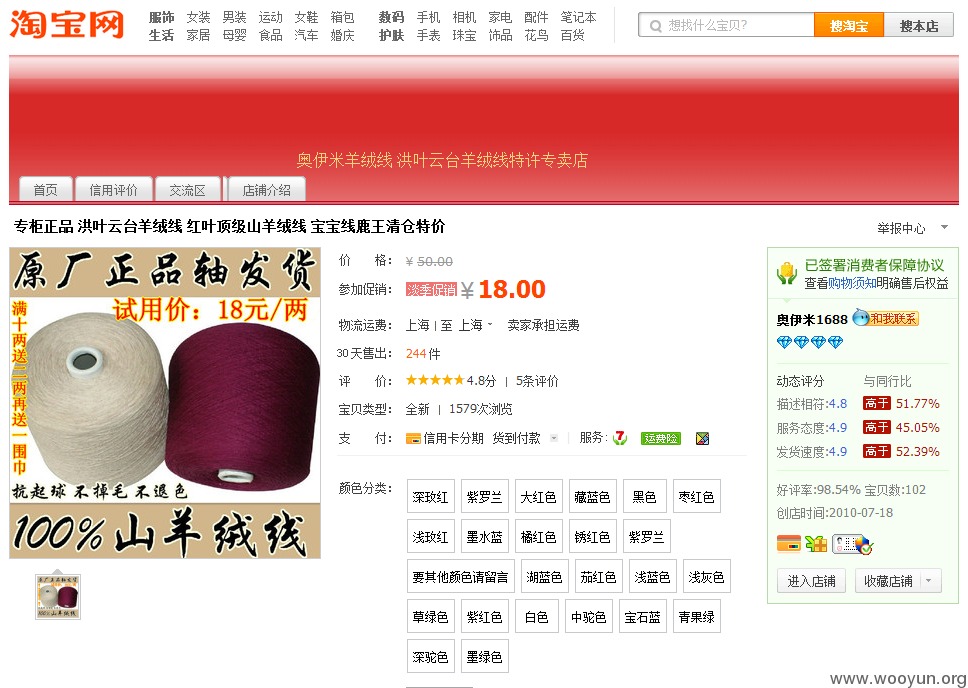 淘宝网
服饰 女装 男装 运动 女鞋 箱包 数码 手机 相机 家电 配件 笔记本
生活 家居 母婴 食品 汽车 婚庆 护肤 手表 珠宝 饰品 花鸟 百货
想找什么宝贝? 搜淘宝 搜本店
奥伊米羊绒线 洪叶云台羊绒线特许专卖店
首页 信用评价 交流区 店铺介绍
专柜正品 洪叶云台羊绒线 红叶顶级山羊绒线 宝宝线鹿王清仓特价
举报中心
原厂正品轴发货
试用价：18元/两
满十两送二两再送一围巾
抗起球 不掉毛 不退色
100%山羊绒线
价 格： ¥ 50.00
参加促销： 淡季促销 ¥ 18.00
物流运费： 上海 | 至 上海 卖家承担运费
30天售出： 244 件
评 价： 4.8分 | 5条评价
宝贝类型： 全新 | 1579次浏览
支 付： 信用卡分期 货到付款 服务: 7 运费险
颜色分类： 深玫红 紫罗兰 大红色 藏蓝色 黑色 枣红色
浅玫红 墨水蓝 橘红色 锈红色 紫罗兰
要其他颜色请留言 湖蓝色 茄红色 浅蓝色 浅灰色
草绿色 紫红色 白色 中驼色 宝石蓝 青果绿
深驼色 墨绿色
已签署消费者保障协议
查看购物须知明确售后权益
奥伊米1688 和我联系
动态评分 与同行比
描述相符:4.8 高于 51.77%
服务态度:4.9 高于 45.05%
发货速度:4.9 高于 52.39%
好评率:98.54% 宝贝数:102
创店时间:2010-07-18
进入店铺 收藏店铺
www.wooyun.org